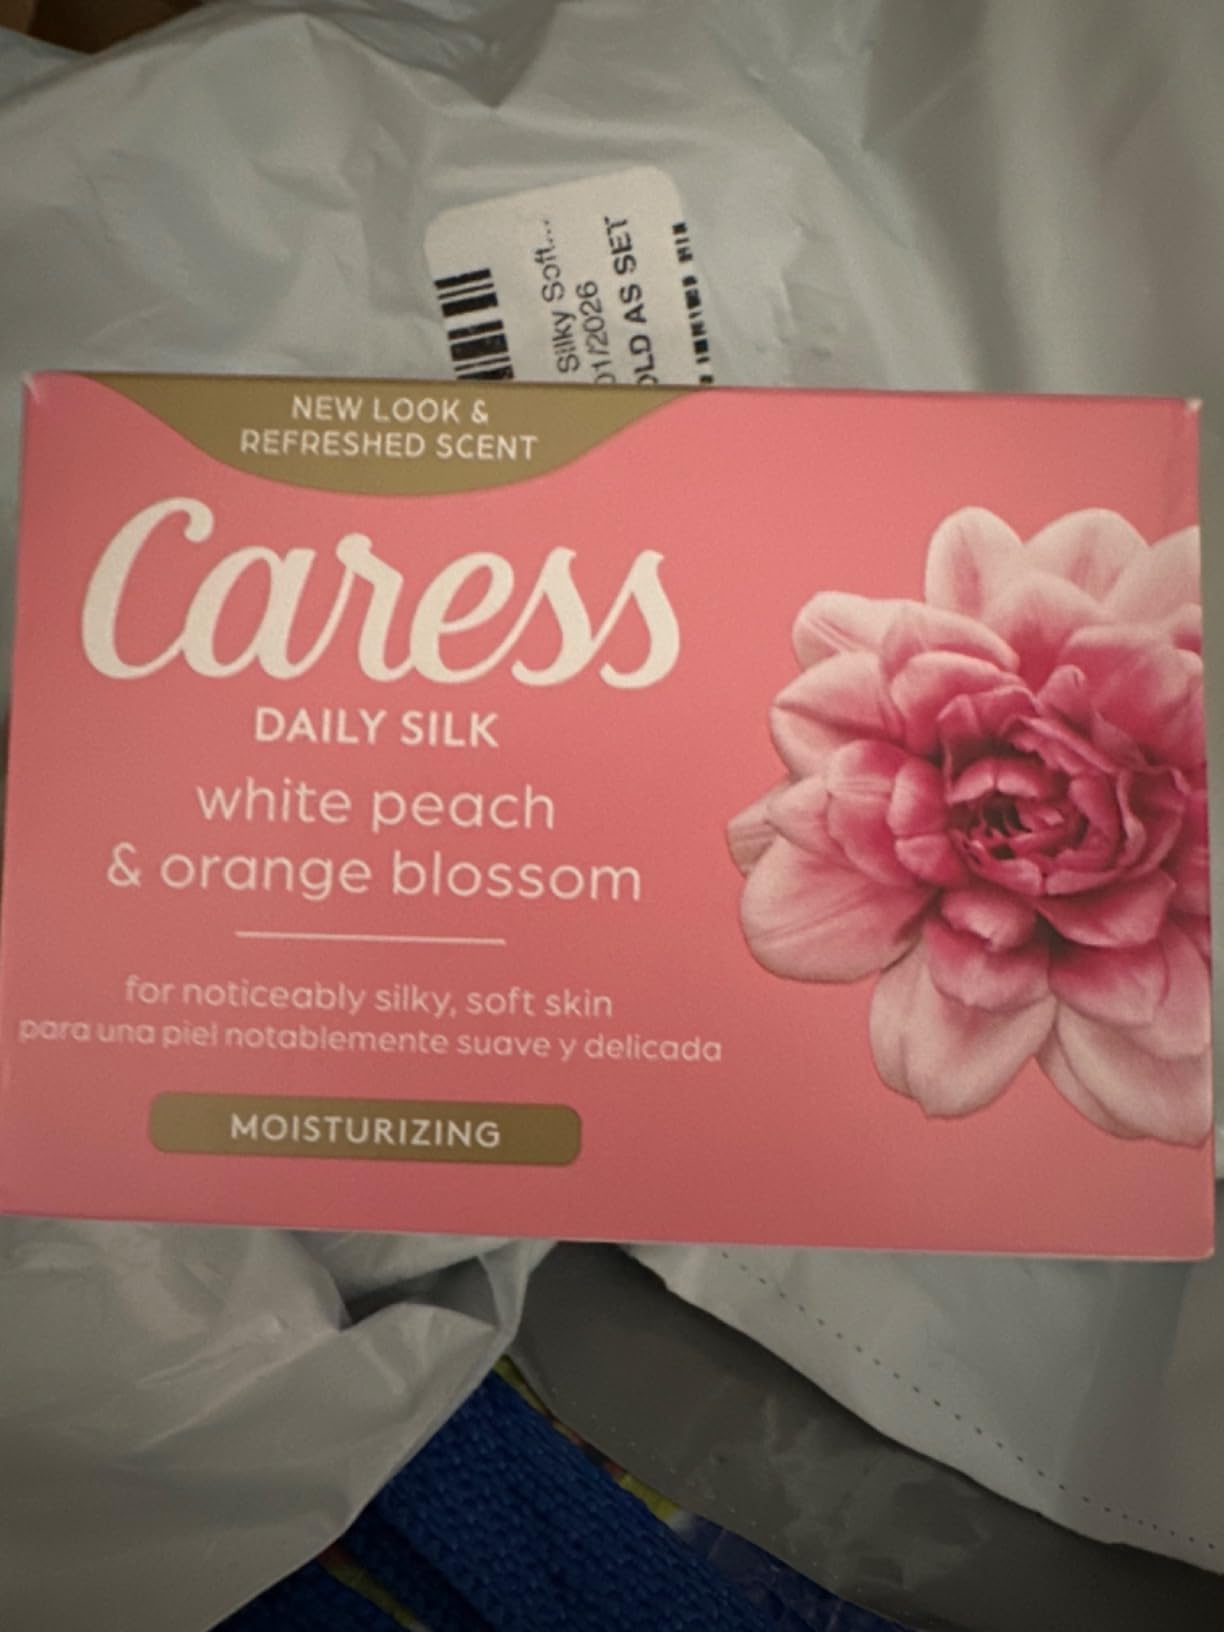 Silky Soft...
01/2026
OLD AS SET
NEW LOOK &
REFRESHED SCENT
Caress
DAILY SILK
white peach
& orange blossom
for noticeably silky, soft skin
para una piel notablemente suave y delicada
MOISTURIZING